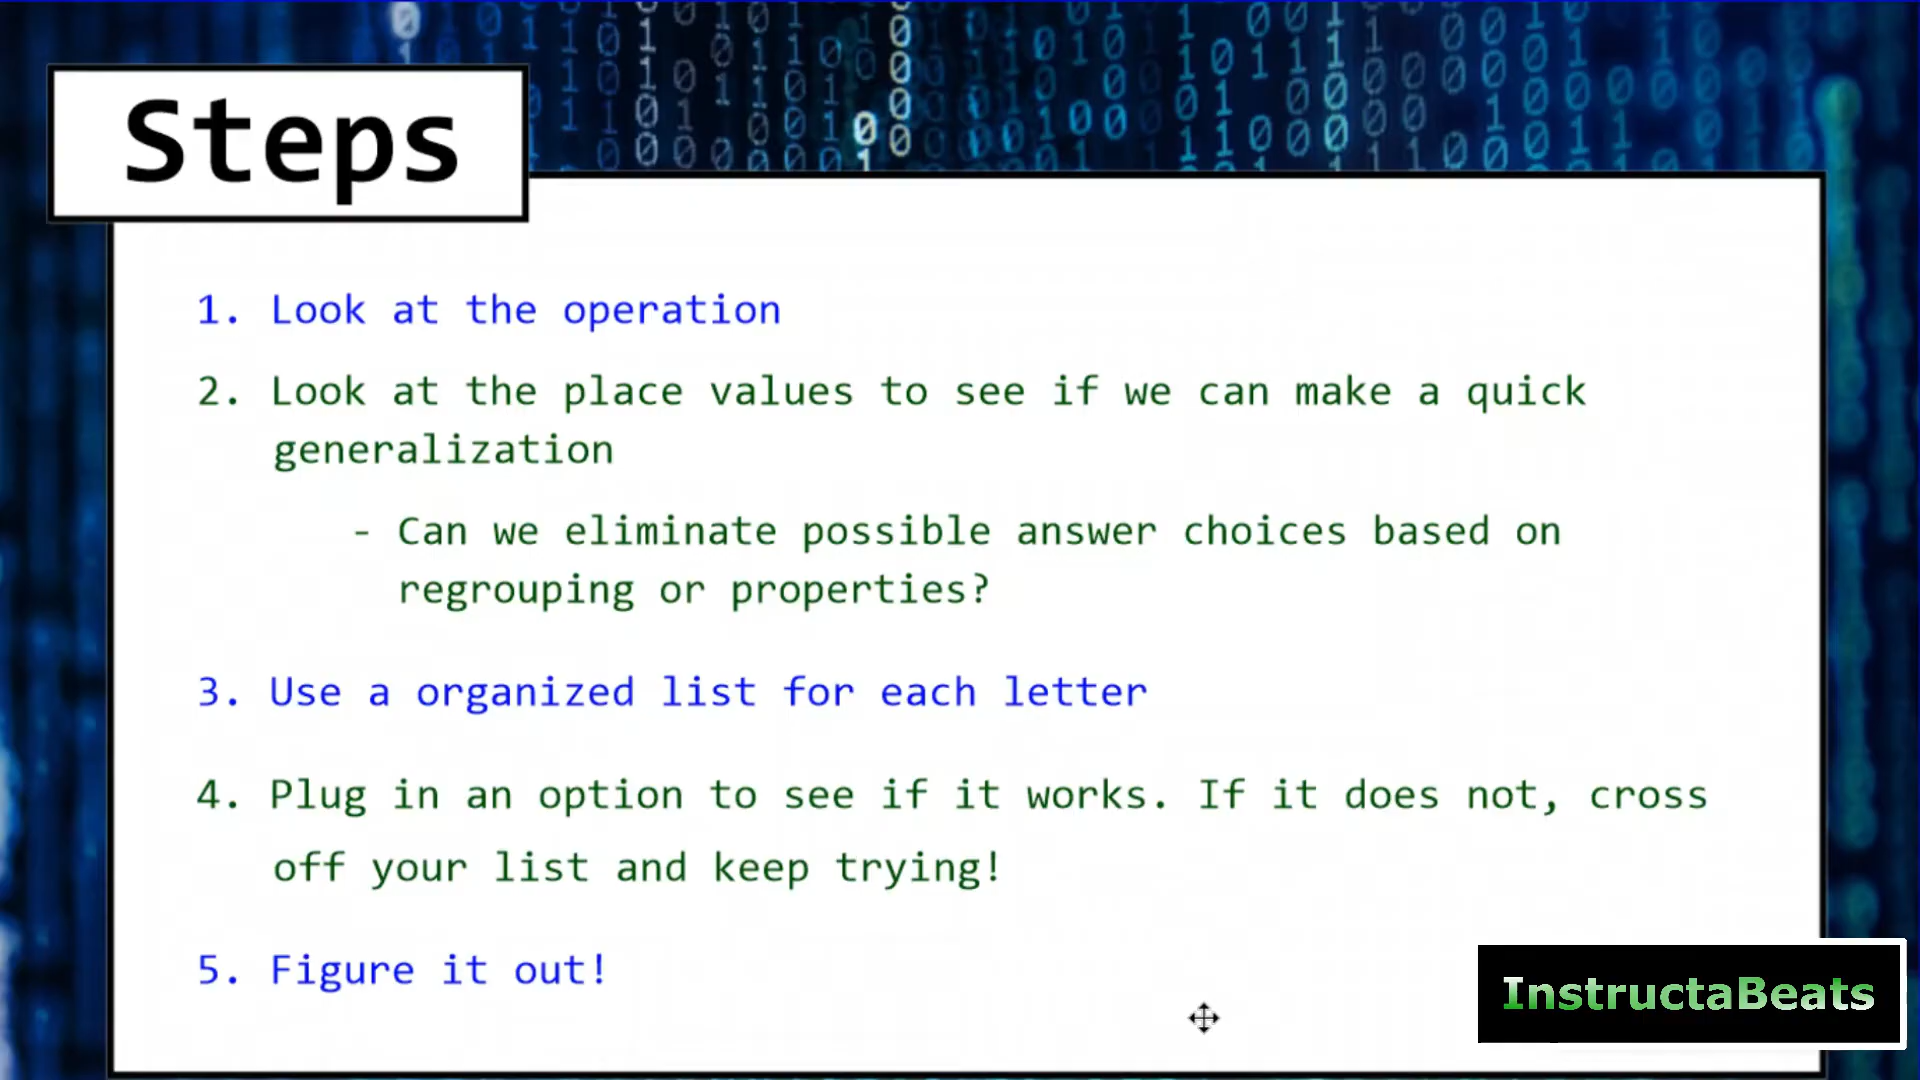 Steps
1. Look at the operation
2. Look at the place values to see if we can make a quick
generalization
- Can we eliminate possible answer choices based on
regrouping or properties?
3. Use a organized list for each letter
4. Plug in an option to see if it works. If it does not, cross
off your list and keep trying!
5. Figure it out!
InstructaBeats